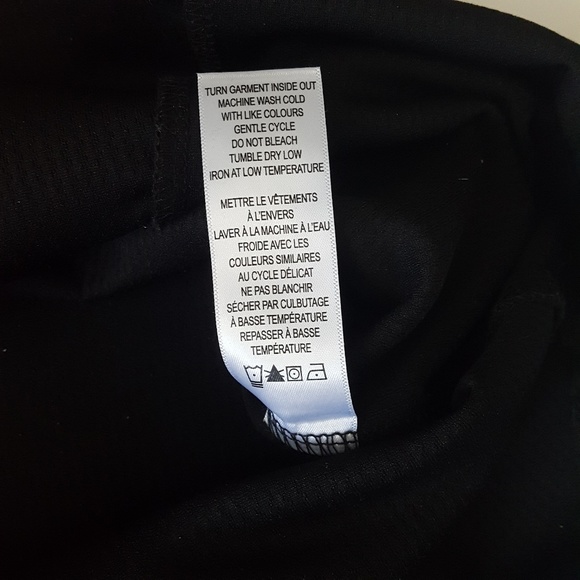 TURN GARMENT INSIDE OUT
MACHINE WASH COLD
WITH LIKE COLOURS
GENTLE CYCLE
DO NOT BLEACH
TUMBLE DRY LOW
IRON AT LOW TEMPERATURE
METTRE LE VÊTEMENTS
À L'ENVERS
LAVER À LA MACHINE À L'EAU
FROIDE AVEC LES
COULEURS SIMILAIRES
AU CYCLE DÉLICAT
NE PAS BLANCHIR
SÉCHER PAR CULBUTAGE
À BASSE TEMPÉRATURE
REPASSER À BASSE
TEMPÉRATURE